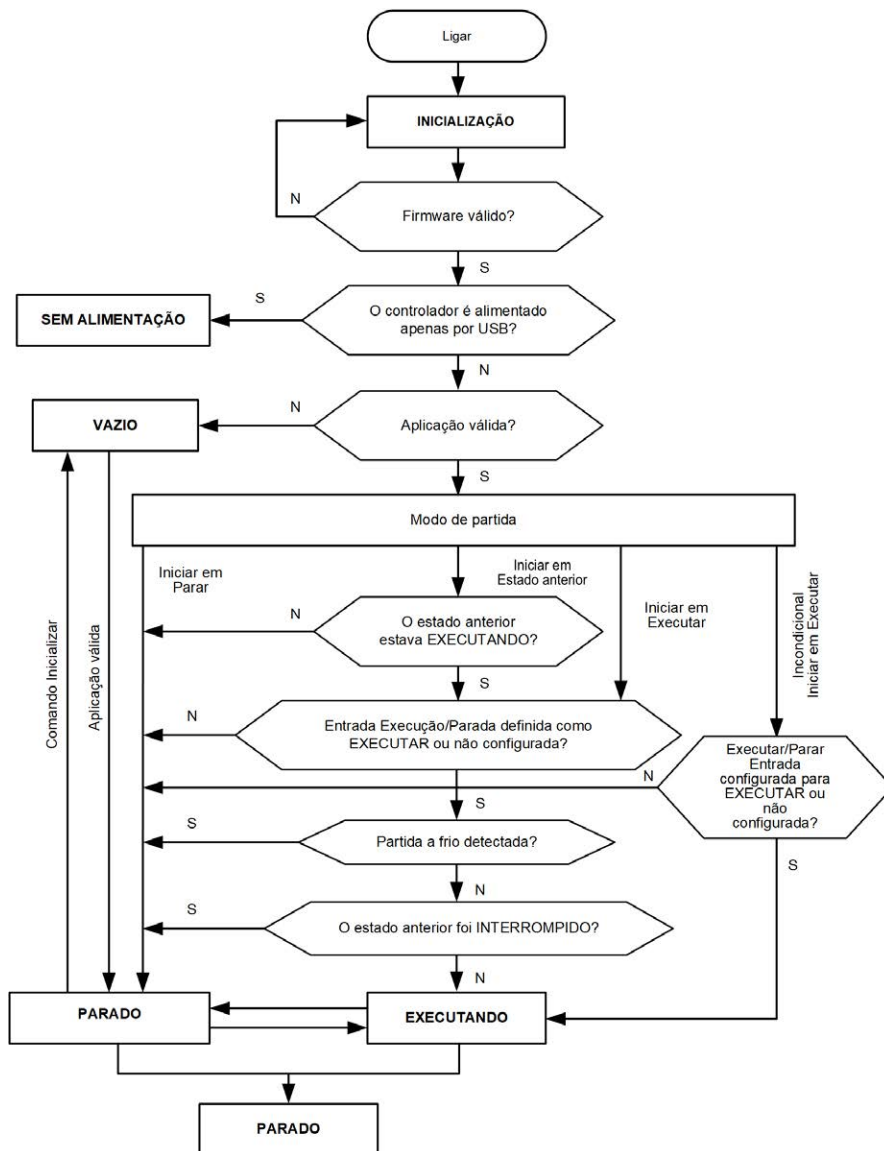 Ligar
INICIALIZAÇÃO
N
Firmware válido?
S
S
O controlador é alimentado
apenas por USB?
SEM ALIMENTAÇÃO
N
N
VAZIO
Aplicação válida?
S
Modo de partida
Iniciar em
Parar
Iniciar em
Estado anterior
Iniciar em
Executar
Incondicional
Iniciar em Executar
N
O estado anterior
estava EXECUTANDO?
Comando Inicializar
Aplicação válida
S
N
Entrada Execução/Parada definida como
EXECUTAR ou não configurada?
N
Executar/Parar
Entrada
configurada para
EXECUTAR ou
não
configurada?
S
S
Partida a frio detectada?
S
N
S
O estado anterior foi INTERROMPIDO?
N
PARADO
EXECUTANDO
PARADO